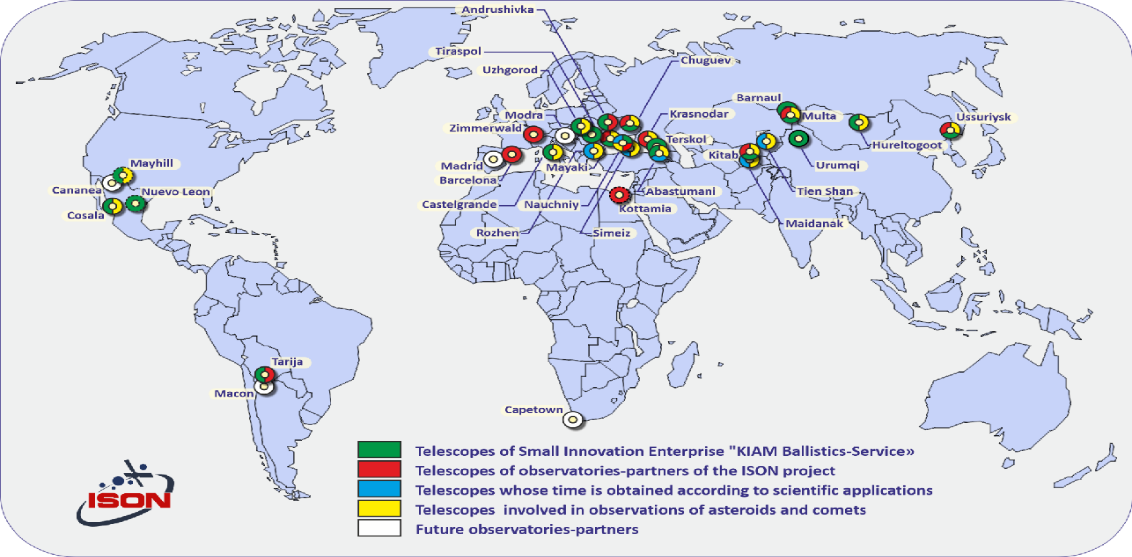 Andrushivka
Tiraspol
Uzhgorod
Chuguev
Modra
Zimmerwald
Krasnodar
Barnaul
Multa
Ussuriysk
Terskol
Hureltogoot
Madrid
Barcelona
Mayaki
Kitab
Urumqi
Mayhill
Cananea
Nuevo Leon
Cosala
Castelgrande
Nauchniy
Abastumani
Kottamia
Tien Shan
Rozhen
Simeiz
Maidanak
Tarija
Macon
Capetown
Telescopes of Small Innovation Enterprise "KIAM Ballistics-Service»
Telescopes of observatories-partners of the ISON project
Telescopes whose time is obtained according to scientific applications
Telescopes involved in observations of asteroids and comets
Future observatories-partners
ISON